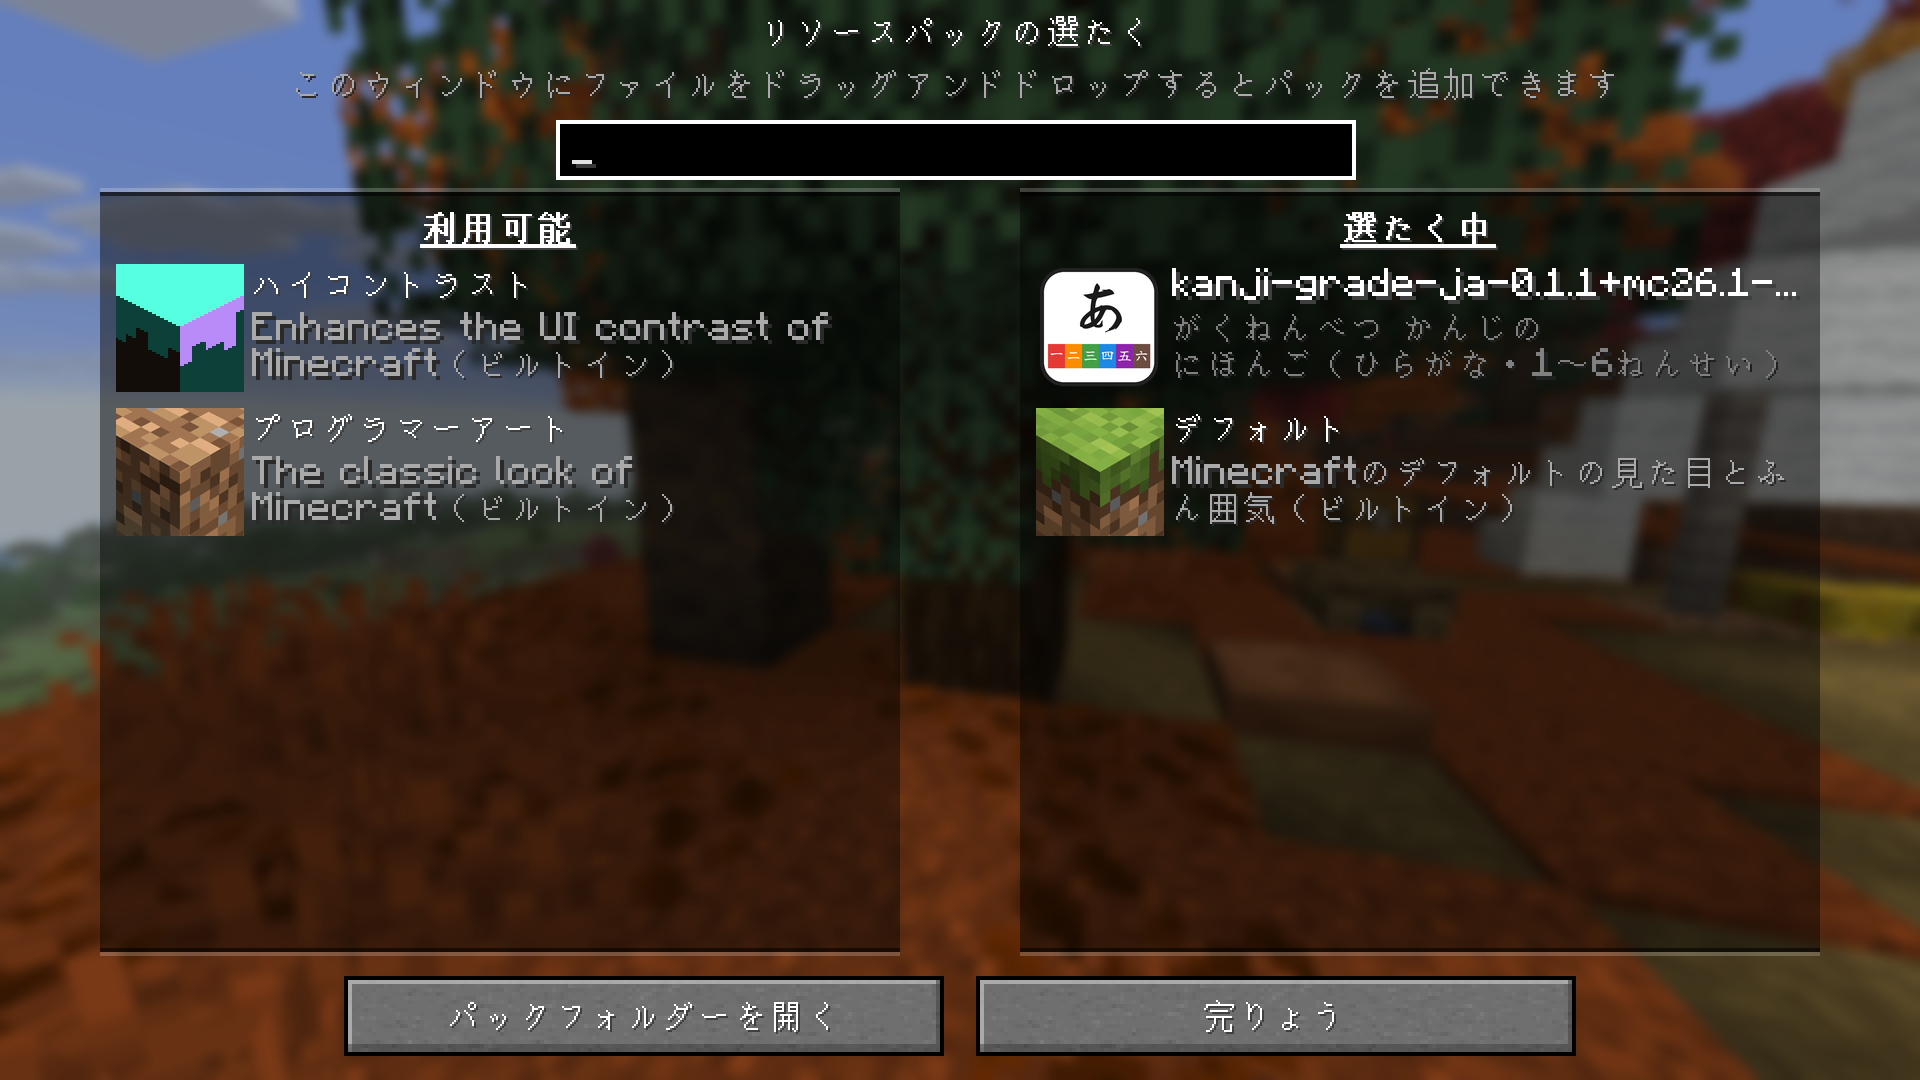 リソースパックの選たく
このウィンドウにファイルをドラッグアンドドロップするとパックを追加できます
_
利用可能
ハイコントラスト
Enhances the UI contrast of
Minecraft（ビルトイン）
プログラマーアート
The classic look of
Minecraft（ビルトイン）
選たく中
あ
一二三四五六
kanji-grade-ja-0.1.1+mc26.1-...
がくねんべつ かんじの
にほんご（ひらがな・1～6ねんせい）
デフォルト
Minecraftのデフォルトの見た目とふ
ん囲気（ビルトイン）
パックフォルダーを開く
完りょう